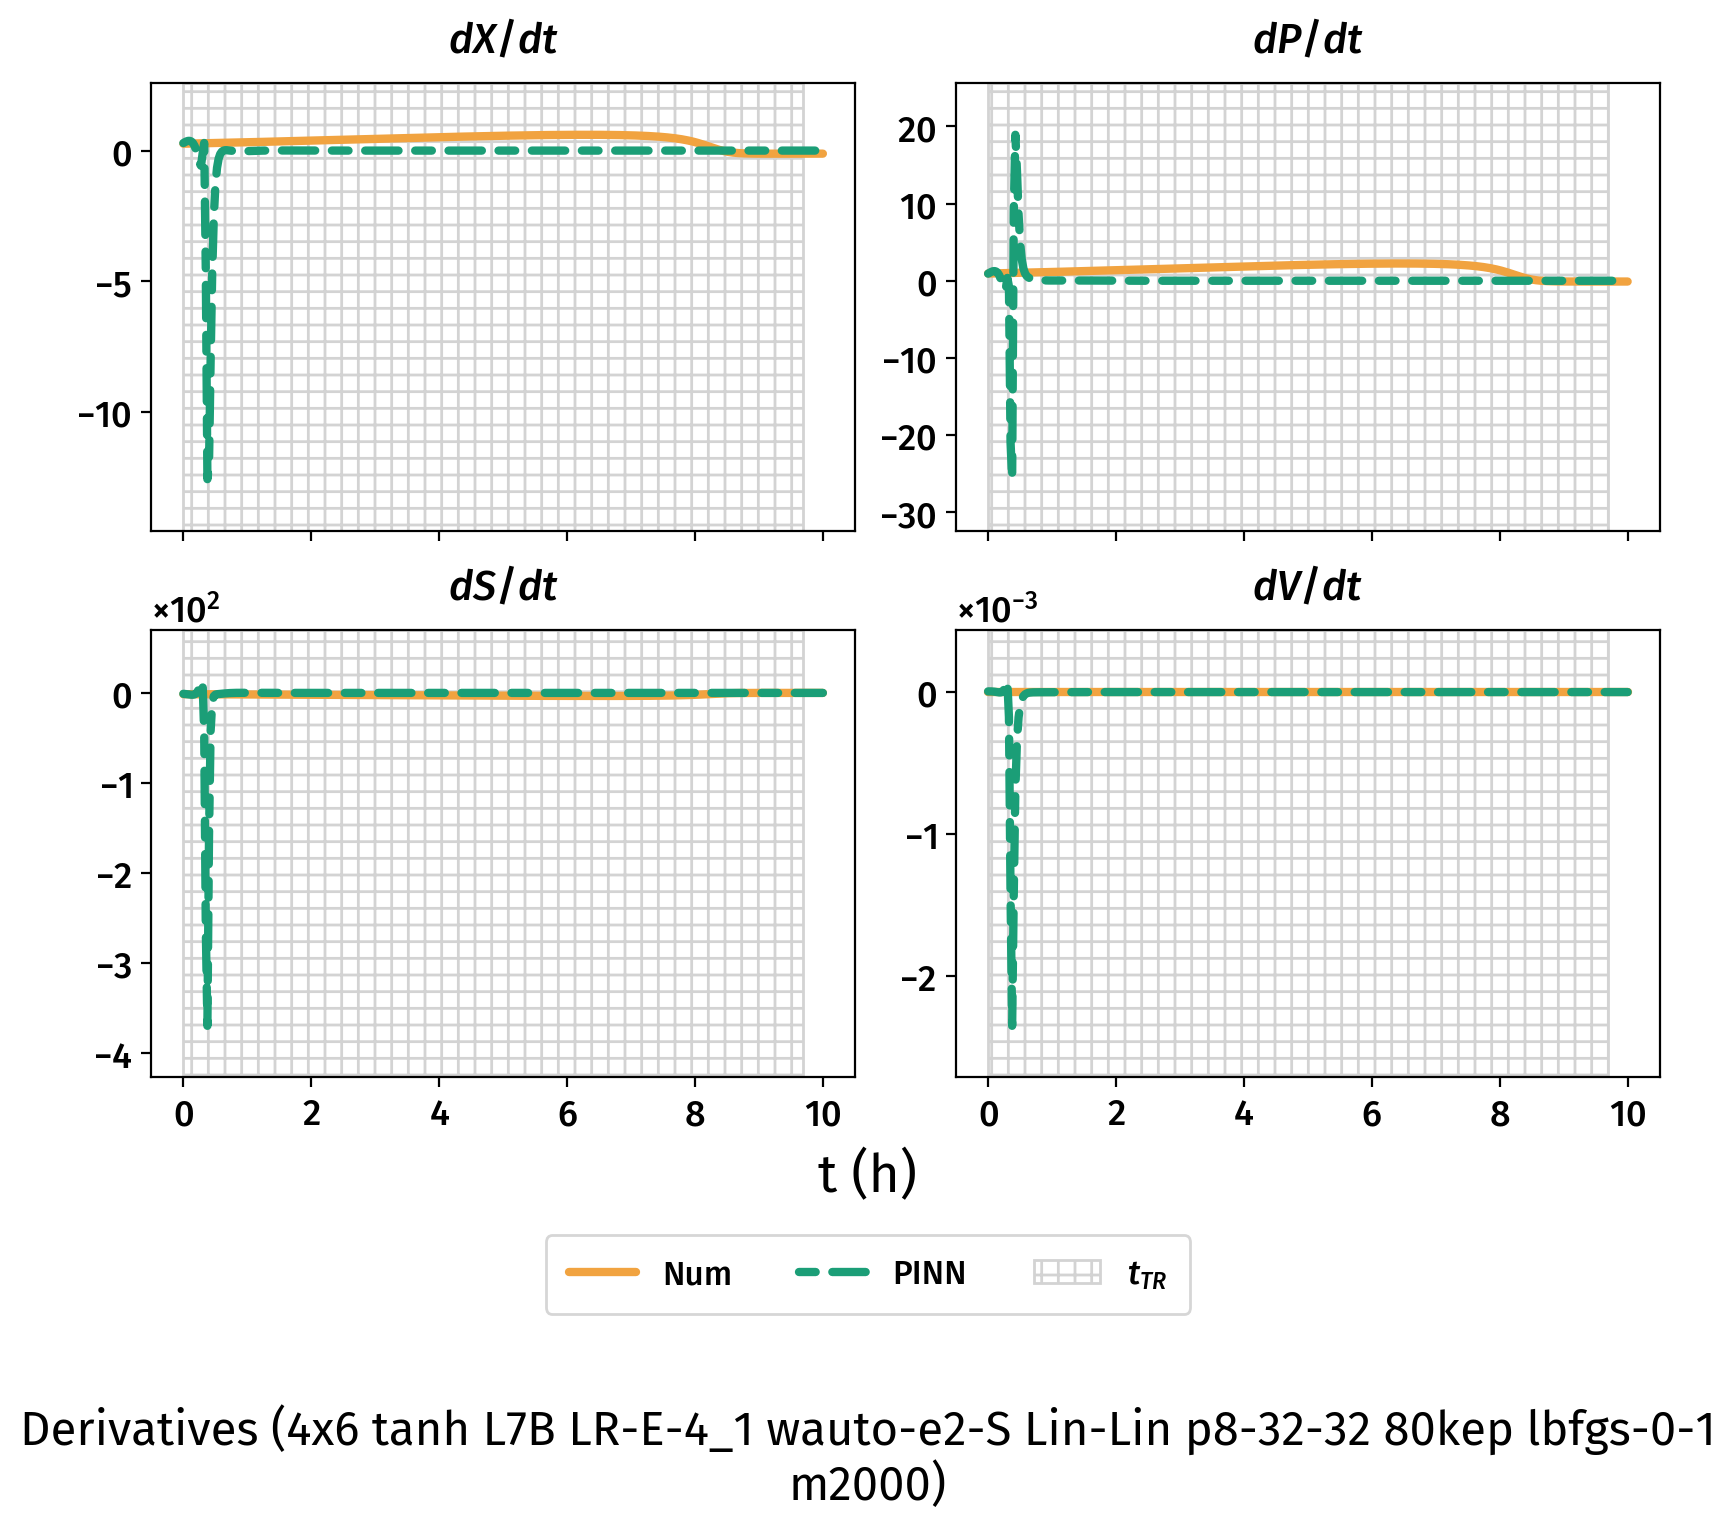 dX/dt
dP/dt
0
−5
−10
20
10
0
−10
−20
−30
dS/dt
dV/dt
×10²
×10⁻³
0
−1
−2
−3
−4
0
−1
−2
0 2 4 6 8 10
0 2 4 6 8 10
t (h)
Num PINN t_TR
Derivatives (4x6 tanh L7B LR-E-4_1 wauto-e2-S Lin-Lin p8-32-32 80kep lbfgs-0-1
m2000)